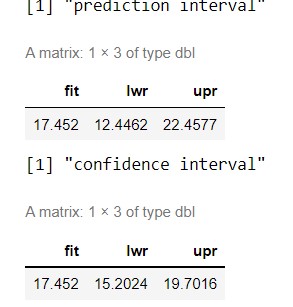 [1] "prediction interval"
A matrix: 1 × 3 of type dbl
fit lwr upr
17.452 12.4462 22.4577
[1] "confidence interval"
A matrix: 1 × 3 of type dbl
fit lwr upr
17.452 15.2024 19.7016